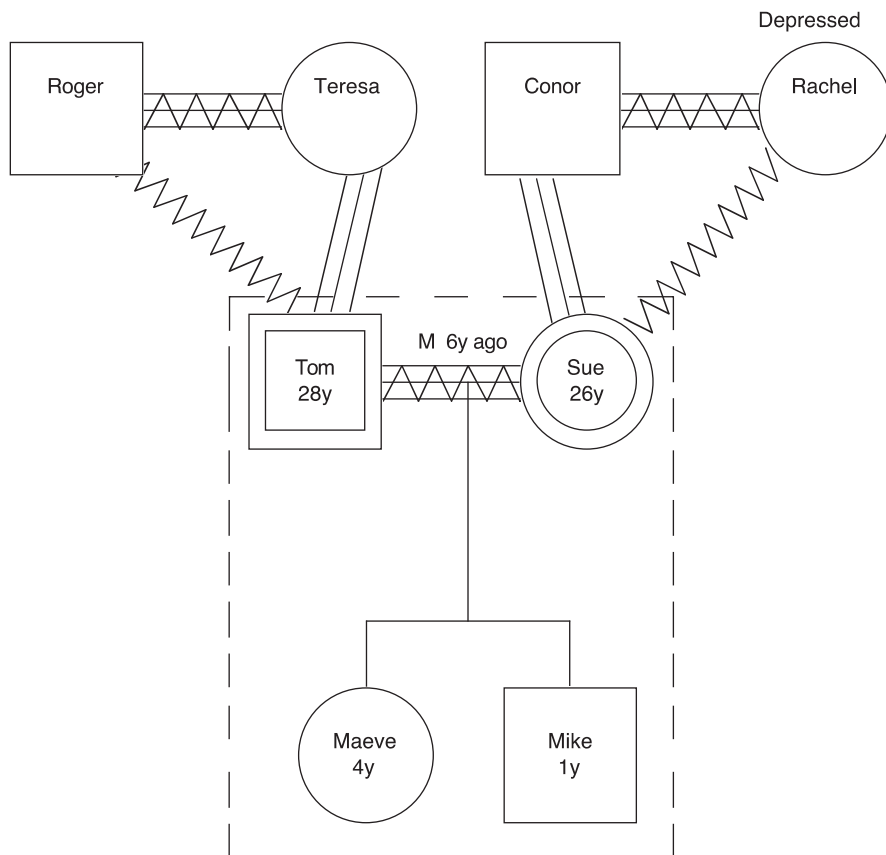 Depressed
Roger
Teresa
Conor
Rachel
M 6y ago
Tom
28y
Sue
26y
Maeve
4y
Mike
1y